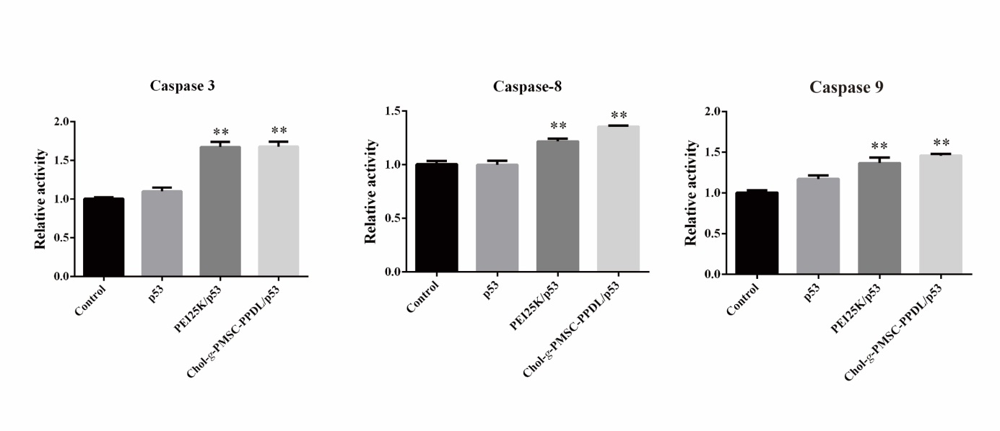 Caspase 3
Relative activity
2.0
1.5
1.0
0.5
0.0
**
**
Control
p53
PEI25K/p53
Chol-g-PMSC-PPDL/p53
Caspase-8
Relative activity
1.5
1.0
0.5
0.0
**
**
Control
p53
PEI25K/p53
Chol-g-PMSC-PPDL/p53
Caspase 9
Relative activity
2.0
1.5
1.0
0.5
0.0
**
**
Control
p53
PEI25K/p53
Chol-g-PMSC-PPDL/p53